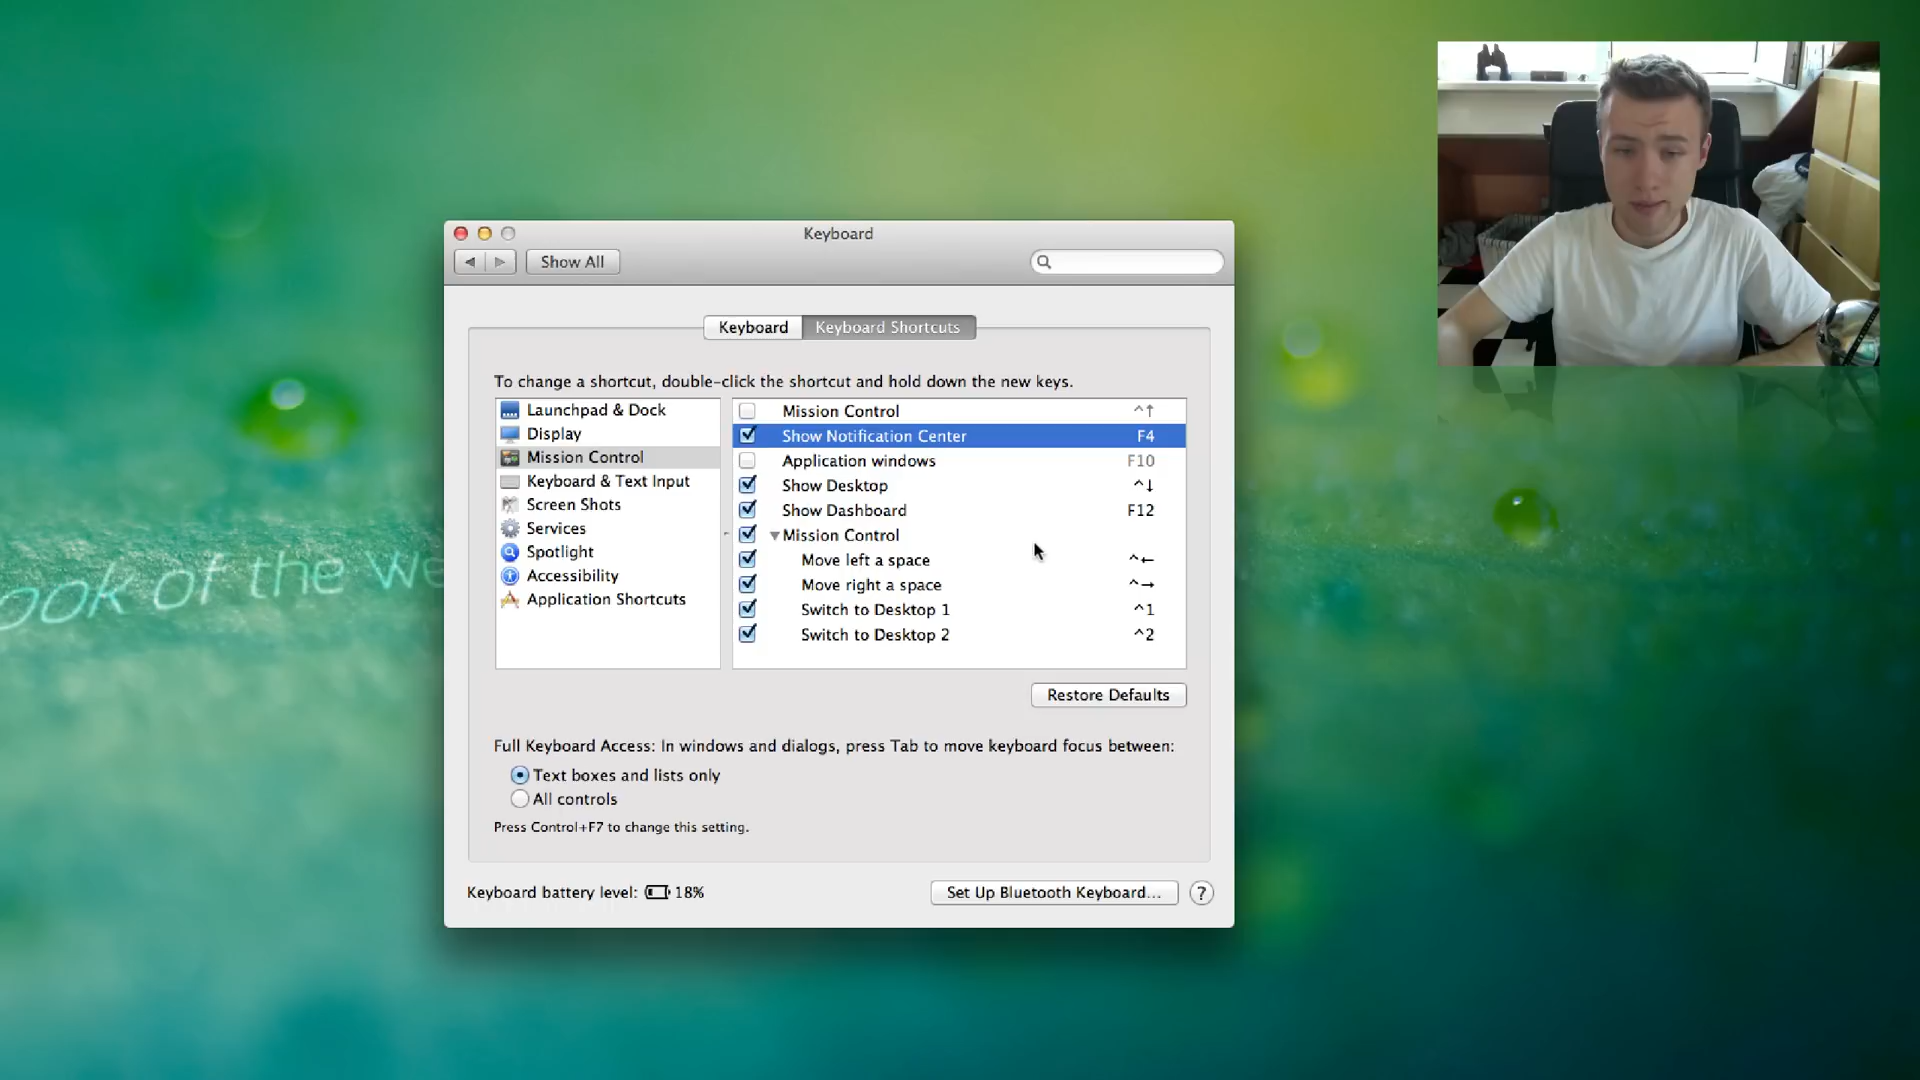 Keyboard
Show All
Keyboard
Keyboard Shortcuts
To change a shortcut, double-click the shortcut and hold down the new keys.
Launchpad & Dock
Display
Mission Control
Keyboard & Text Input
Screen Shots
Services
Spotlight
Accessibility
Application Shortcuts
Mission Control ^↑
Show Notification Center F4
Application windows F10
Show Desktop ^↓
Show Dashboard F12
Mission Control
Move left a space ^←
Move right a space ^→
Switch to Desktop 1 ^1
Switch to Desktop 2 ^2
Restore Defaults
Full Keyboard Access: In windows and dialogs, press Tab to move keyboard focus between:
Text boxes and lists only
All controls
Press Control+F7 to change this setting.
Keyboard battery level: 18%
Set Up Bluetooth Keyboard...
?
ook of the We